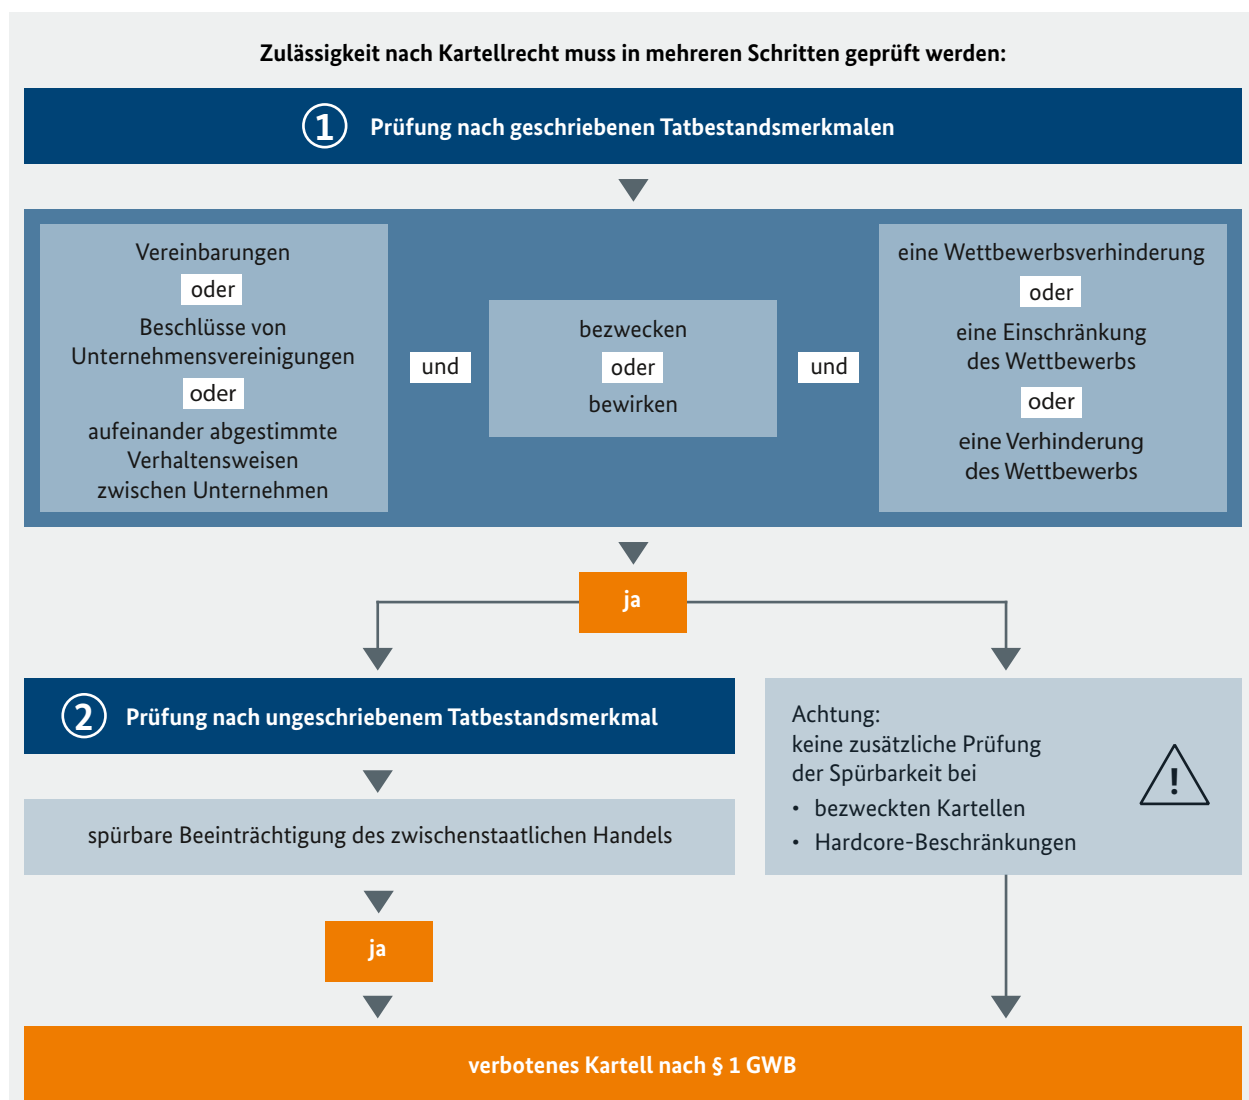 Zulässigkeit nach Kartellrecht muss in mehreren Schritten geprüft werden:
1 Prüfung nach geschriebenen Tatbestandsmerkmalen
Vereinbarungen
oder
Beschlüsse von
Unternehmensvereinigungen
oder
aufeinander abgestimmte
Verhaltensweisen
zwischen Unternehmen
und
bezwecken
oder
bewirken
und
eine Wettbewerbsverhinderung
oder
eine Einschränkung
des Wettbewerbs
oder
eine Verhinderung
des Wettbewerbs
ja
2 Prüfung nach ungeschriebenem Tatbestandsmerkmal
spürbare Beeinträchtigung des zwischenstaatlichen Handels
ja
Achtung:
keine zusätzliche Prüfung
der Spürbarkeit bei
• bezweckten Kartellen
• Hardcore-Beschränkungen
!
verbotenes Kartell nach § 1 GWB